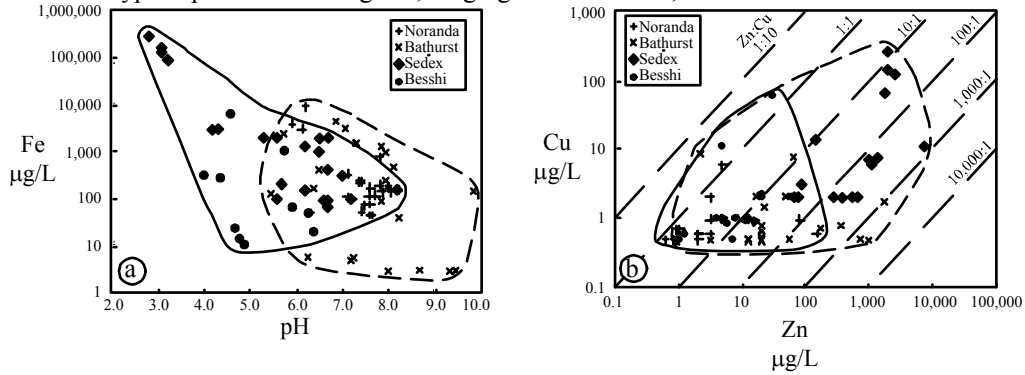 Noranda
Bathurst
Sedex
Besshi
100,000
10,000
Fe
1,000
µg/L
100
10
1
a
2.0 3.0 4.0 5.0 6.0 7.0 8.0 9.0 10.0
pH
Noranda
Bathurst
Sedex
Besshi
Zn:Cu
1:10
1:1
10:1
100:1
1,000:1
10,000:1
1,000
100
Cu
10
µg/L
1
0.1
b
0.1 1 10 100 1,000 10,000 100,000
Zn
µg/L